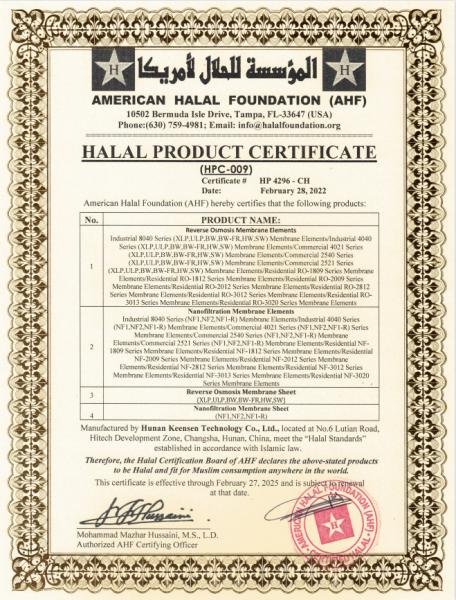 المؤسسة للحلال لأمريكا
H
H
AMERICAN HALAL FOUNDATION (AHF)
10502 Bermuda Isle Drive, Tampa, FL-33647 (USA)
Phone:(630) 759-4981; Email: info@halalfoundation.org
HALAL PRODUCT CERTIFICATE
(HPC-009)
Certificate # HP 4296 - CH
Date: February 28, 2022
American Halal Foundation (AHF) hereby certifies that the following products:
No. PRODUCT NAME:
Reverse Osmosis Membrane Elements
1
Industrial 8040 Series (XLP,ULP,BW,BW-FR,HW,SW) Membrane Elements/Industrial 4040
Series (XLP,ULP,BW,BW-FR,HW,SW) Membrane Elements/Commercial 4021 Series
(XLP,ULP,BW,BW-FR,HW,SW) Membrane Elements/Commercial 2540 Series
(XLP,ULP,BW,BW-FR,HW,SW) Membrane Elements/Commercial 2521 Series
(XLP,ULP,BW,BW-FR,HW,SW) Membrane Elements/Residential RO-1809 Series Membrane
Elements/Residential RO-1812 Series Membrane Elements/Residential RO-2009 Series
Membrane Elements/Residential RO-2012 Series Membrane Elements/Residential RO-2812
Series Membrane Elements/Residential RO-3012 Series Membrane Elements/Residential RO-
3013 Series Membrane Elements/Residential RO-3020 Series Membrane Elements
Nanofiltration Membrane Elements
2
Industrial 8040 Series (NF1,NF2,NF1-R) Membrane Elements/Industrial 4040 Series
(NF1,NF2,NF1-R) Membrane Elements/Commercial 4021 Series (NF1,NF2,NF1-R) Membrane
Elements/Commercial 2540 Series (NF1,NF2,NF1-R) Membrane
Elements/Commercial 2521 Series (NF1,NF2,NF1-R) Membrane Elements/Residential NF-
1809 Series Membrane Elements/Residential NF-1812 Series Membrane Elements/Residential
NF-2009 Series Membrane Elements/Residential NF-2012 Series Membrane
Elements/Residential NF-2812 Series Membrane Elements/Residential NF-3012 Series
Membrane Elements/Residential NF-3013 Series Membrane Elements/Residential NF-3020
Series Membrane Elements
3 Reverse Osmosis Membrane Sheet
(XLP,ULP,BW,BW-FR,HW,SW)
Nanofiltration Membrane Sheet
4 (NF1,NF2,NF1-R)
Manufactured by Hunan Keensen Technology Co., Ltd., located at No.6 Lutian Road,
Hitech Development Zone, Changsha, Hunan, China, meet the "Halal Standards"
established in accordance with Islamic law.
Therefore, the Halal Certification Board of AHF declares the above-stated products
to be Halal and fit for Muslim consumption anywhere in the world.
This certificate is effective through February 27, 2025 and is subject to renewal
at that date.
Mohammad Mazhar Hussaini, M.S., L.D.
Authorized AHF Certifying Officer
AMERICAN HALAL FOUNDATION (AHF)
CERTIFIED HALAL
H